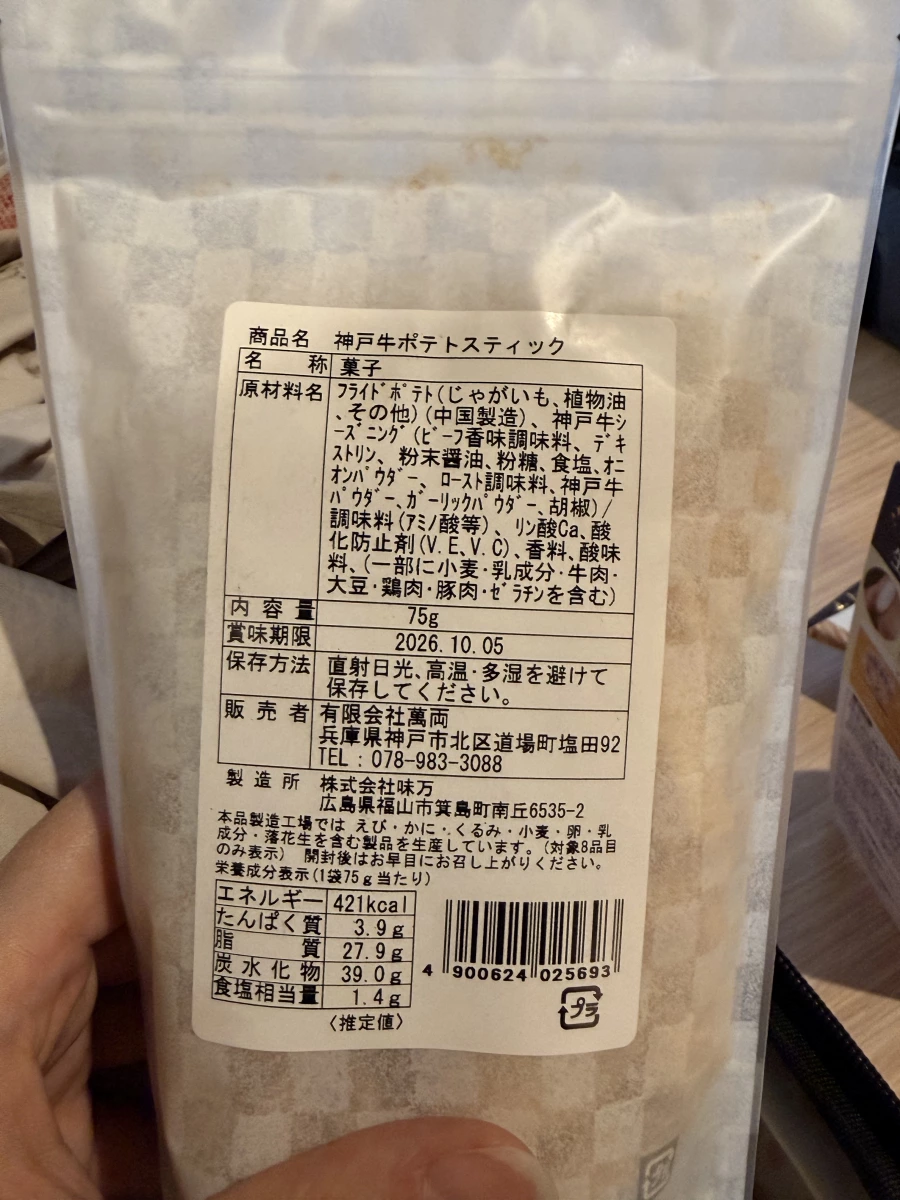 商品名 神戸牛ポテトスティック
名称 菓子
原材料名 ﾌﾗｲﾄﾞﾎﾟﾃﾄ(じゃがいも、植物油
、その他)(中国製造)、神戸牛ｼ
ｰｽﾞﾆﾝｸﾞ(ﾋﾞｰﾌ香味調味料、ﾃﾞｷ
ｽﾄﾘﾝ、粉末醤油、粉糖、食塩、ｵﾆ
ｵﾝﾊﾟｳﾀﾞｰ、ﾛｰｽﾄ調味料、神戸牛
ﾊﾟｳﾀﾞｰ、ｶﾞｰﾘｯｸﾊﾟｳﾀﾞｰ、胡椒)/
調味料(ｱﾐﾉ酸等)、ﾘﾝ酸Ca、酸
化防止剤(V.E、V.C)、香料、酸味
料、(一部に小麦･乳成分･牛肉･
大豆･鶏肉･豚肉･ｾﾞﾗﾁﾝを含む)
内容量 75g
賞味期限 2026.10.05
保存方法 直射日光、高温･多湿を避けて
保存してください。
販売者 有限会社萬両
兵庫県神戸市北区道場町塩田92
TEL：078-983-3088
製造所 株式会社味万
広島県福山市箕島町南丘6535-2
本品製造工場では えび・かに・くるみ・小麦・卵・乳
成分・落花生を含む製品を生産しています。(対象8品目
のみ表示) 開封後はお早目にお召し上がりください。
栄養成分表示(1袋75g当たり)
エネルギー 421kcal
たんぱく質 3.9g
脂質 27.9g
炭水化物 39.0g
食塩相当量 1.4g
〈推定値〉
4 900624 025693
プラ